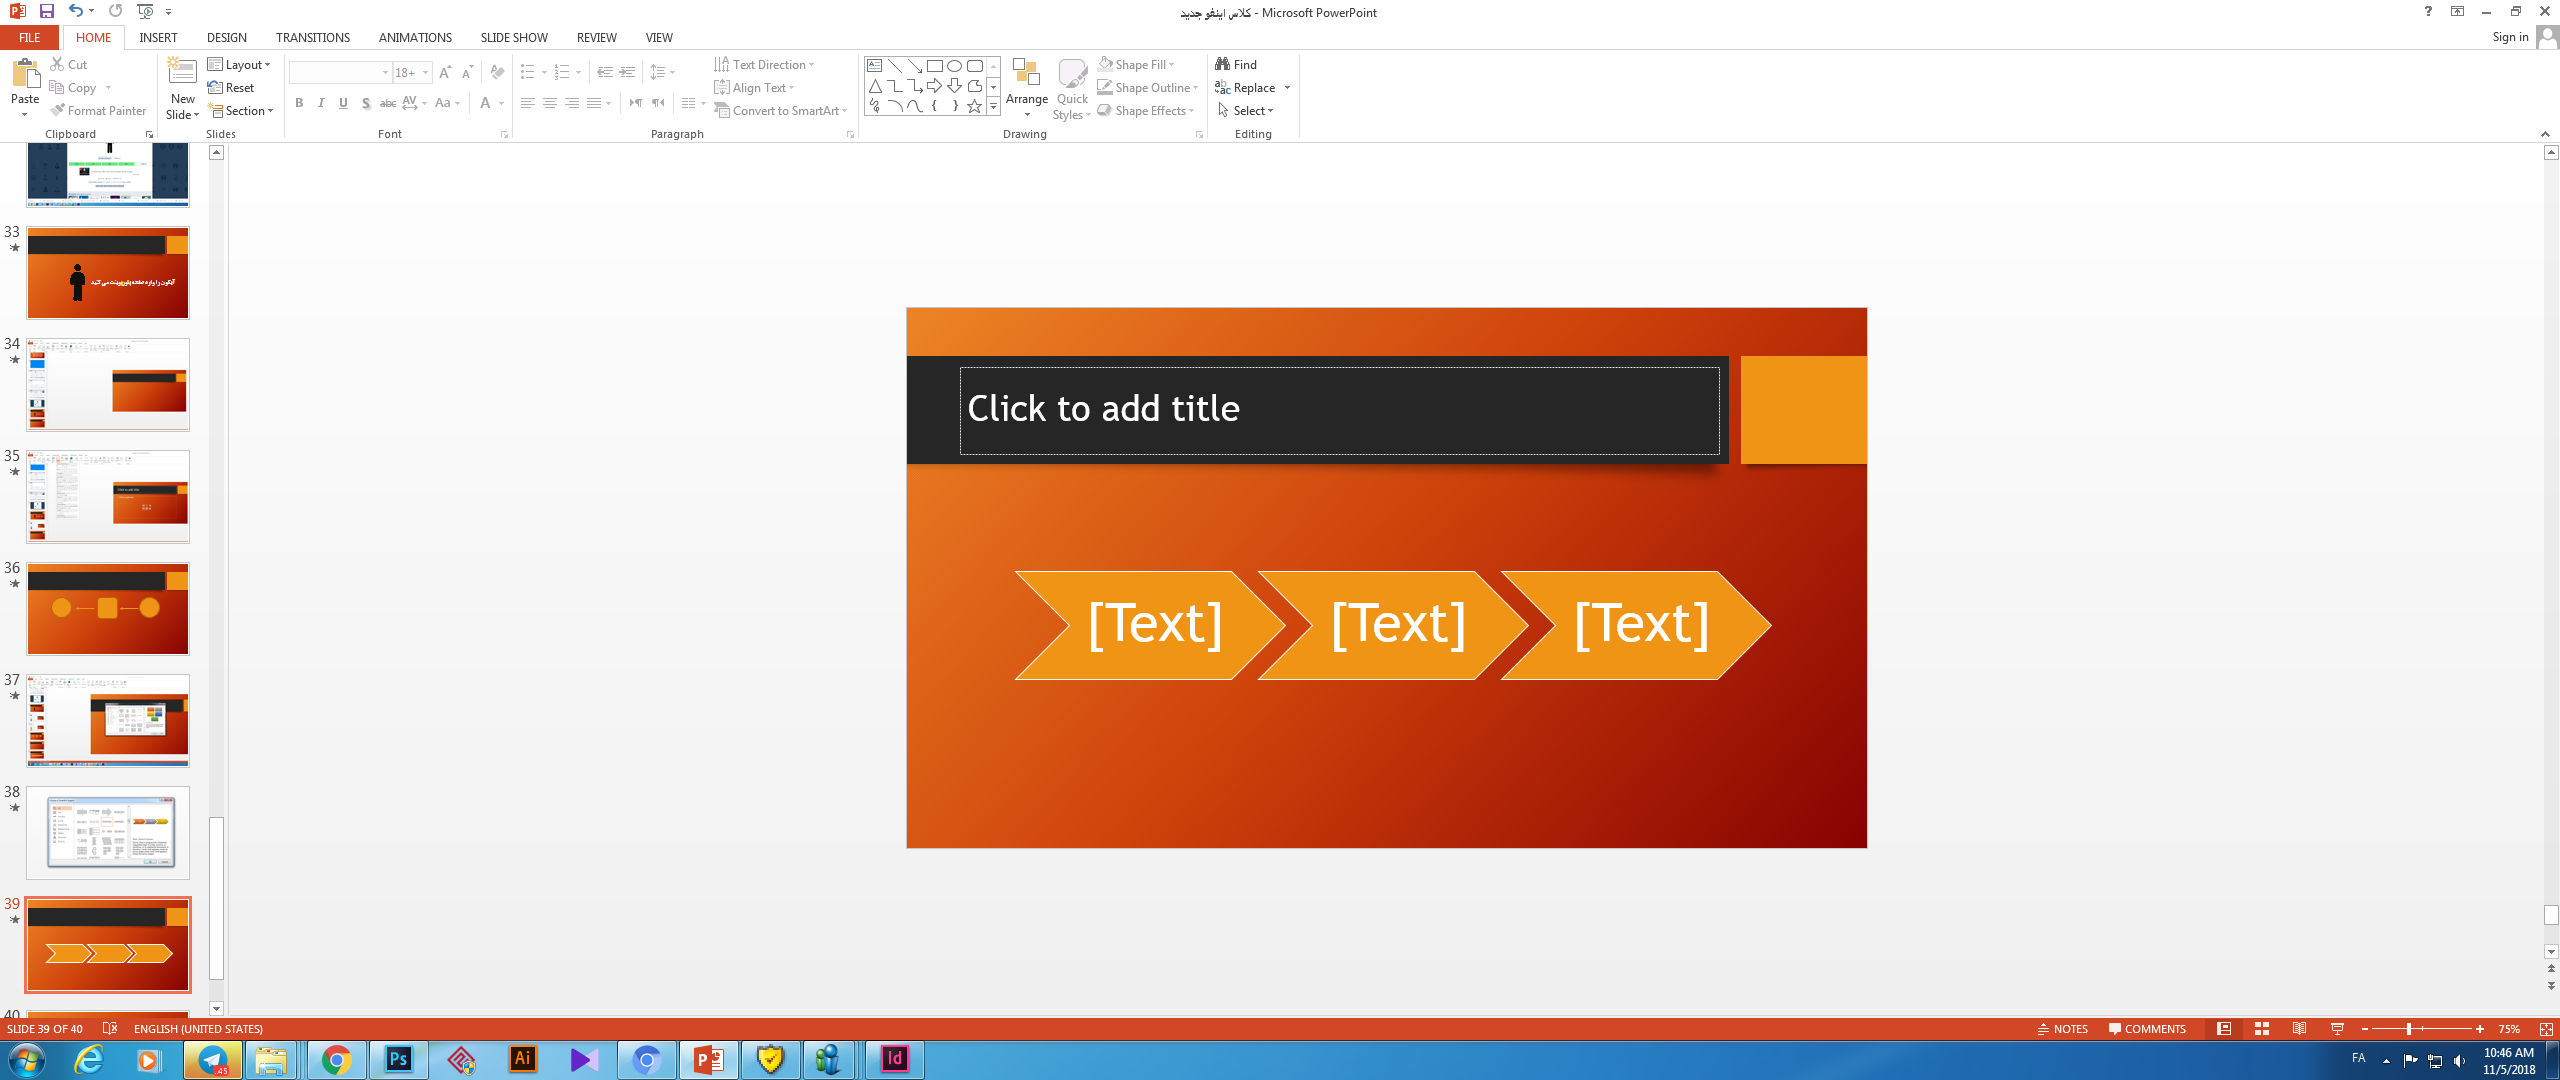 کلاس اینفو جدید - Microsoft PowerPoint
FILE
HOME
INSERT
DESIGN
TRANSITIONS
ANIMATIONS
SLIDE SHOW
REVIEW
VIEW
Sign in
Paste
Cut
Copy
Format Painter
Clipboard
New Slide
Layout
Reset
Section
Slides
18+
Font
Text Direction
Align Text
Convert to SmartArt
Paragraph
Arrange
Quick Styles
Shape Fill
Shape Outline
Shape Effects
Drawing
Find
Replace
Select
Editing
33
34
35
36
37
38
39
40
Click to add title
[Text]
[Text]
[Text]
SLIDE 39 OF 40
ENGLISH (UNITED STATES)
NOTES
COMMENTS
75%
Ps
Ai
Id
FA
10:46 AM
11/5/2018